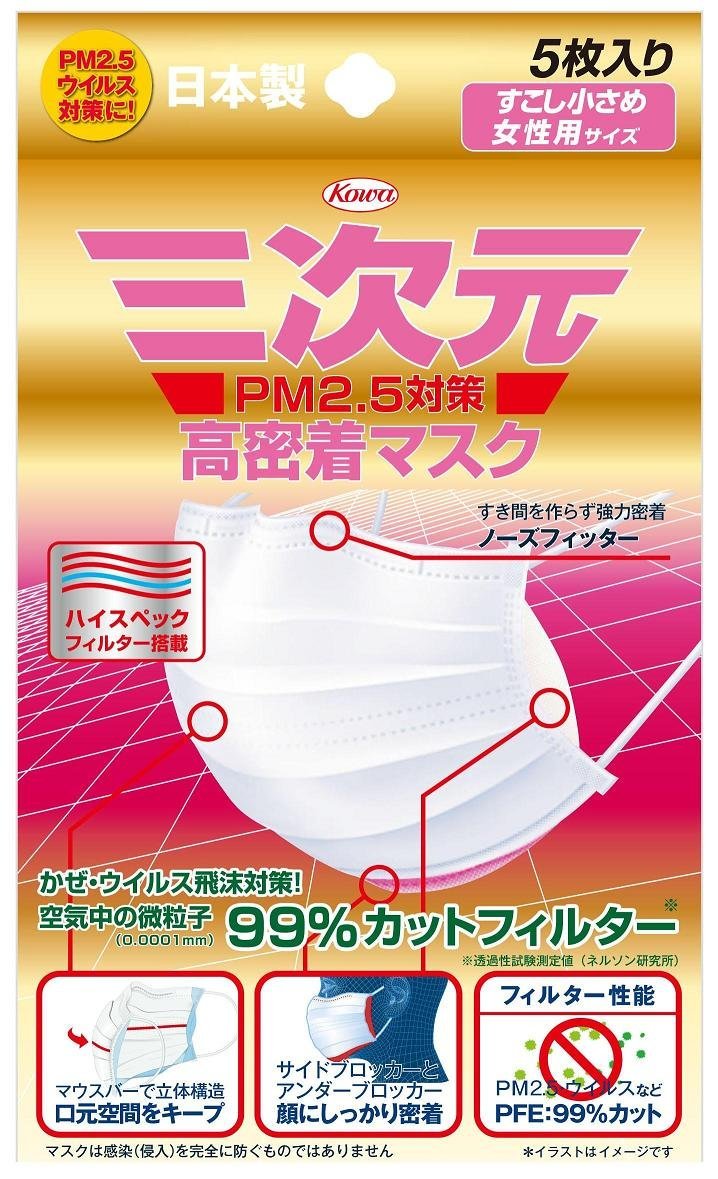 PM2.5
ウイルス
対策に!
日本製
5枚入り
すこし小さめ
女性用サイズ
Kowa
三次元
PM2.5対策
高密着マスク
すき間を作らず強力密着
ノーズフィッター
ハイスペック
フィルター搭載
かぜ・ウイルス飛沫対策!
空気中の微粒子
(0.0001mm)
99%カットフィルター※
※透過性試験測定値(ネルソン研究所)
マウスバーで立体構造
口元空間をキープ
サイドブロッカーと
アンダーブロッカー
顔にしっかり密着
フィルター性能
PM2.5 ウイルスなど
PFE:99%カット
マスクは感染(侵入)を完全に防ぐものではありません
*イラストはイメージです